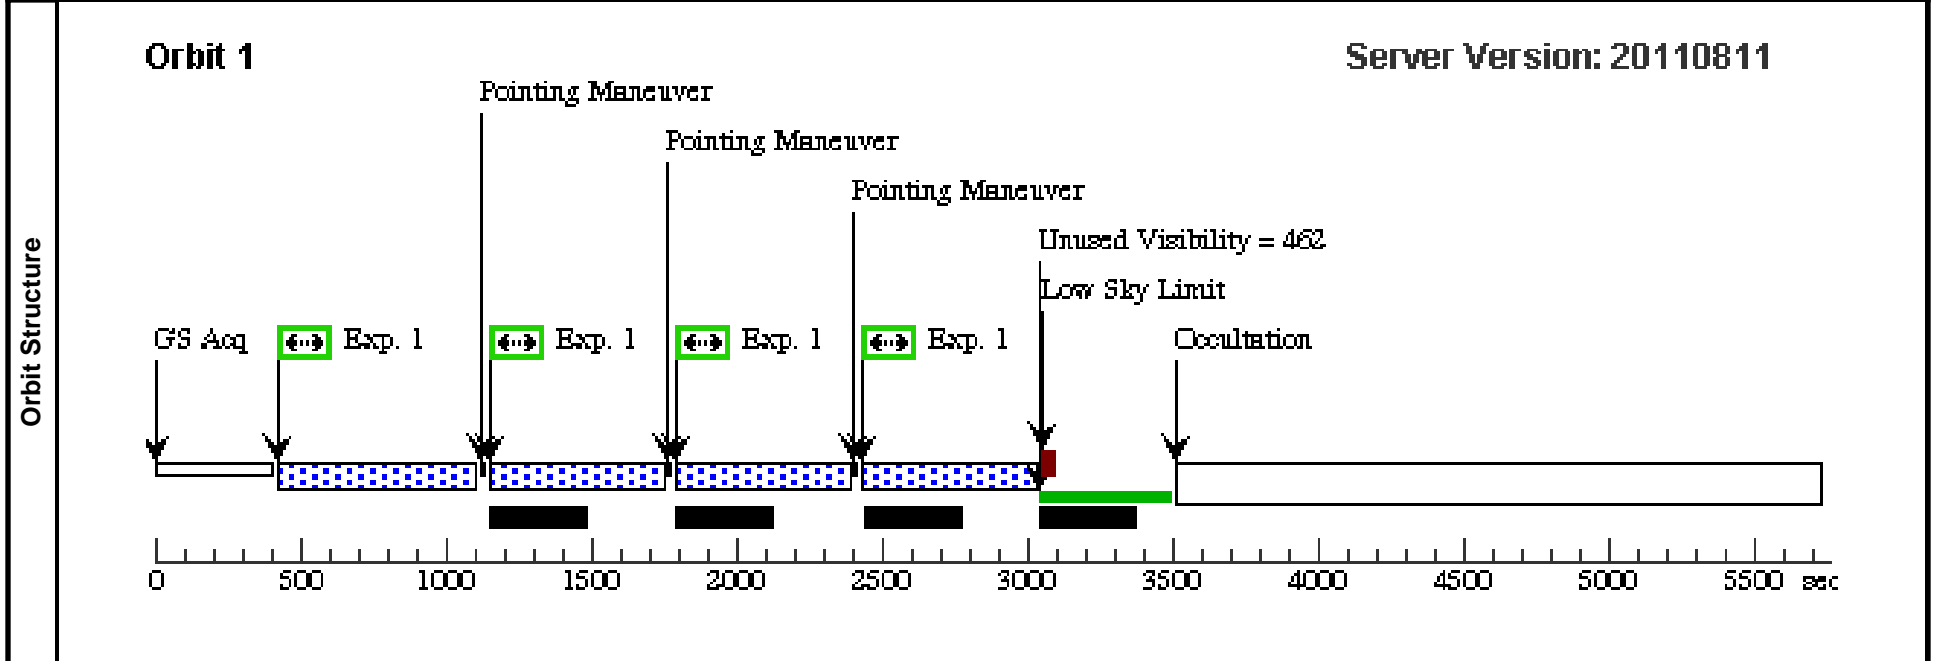 Orbit Structure
Orbit 1
Server Version: 20110811
Pointing Maneuver
Pointing Maneuver
Pointing Maneuver
Unused Visibility = 462
Low Sky Limit
GS Acq
Exp. 1
Exp. 1
Exp. 1
Exp. 1
Occultation
0 500 1000 1500 2000 2500 3000 3500 4000 4500 5000 5500 sec